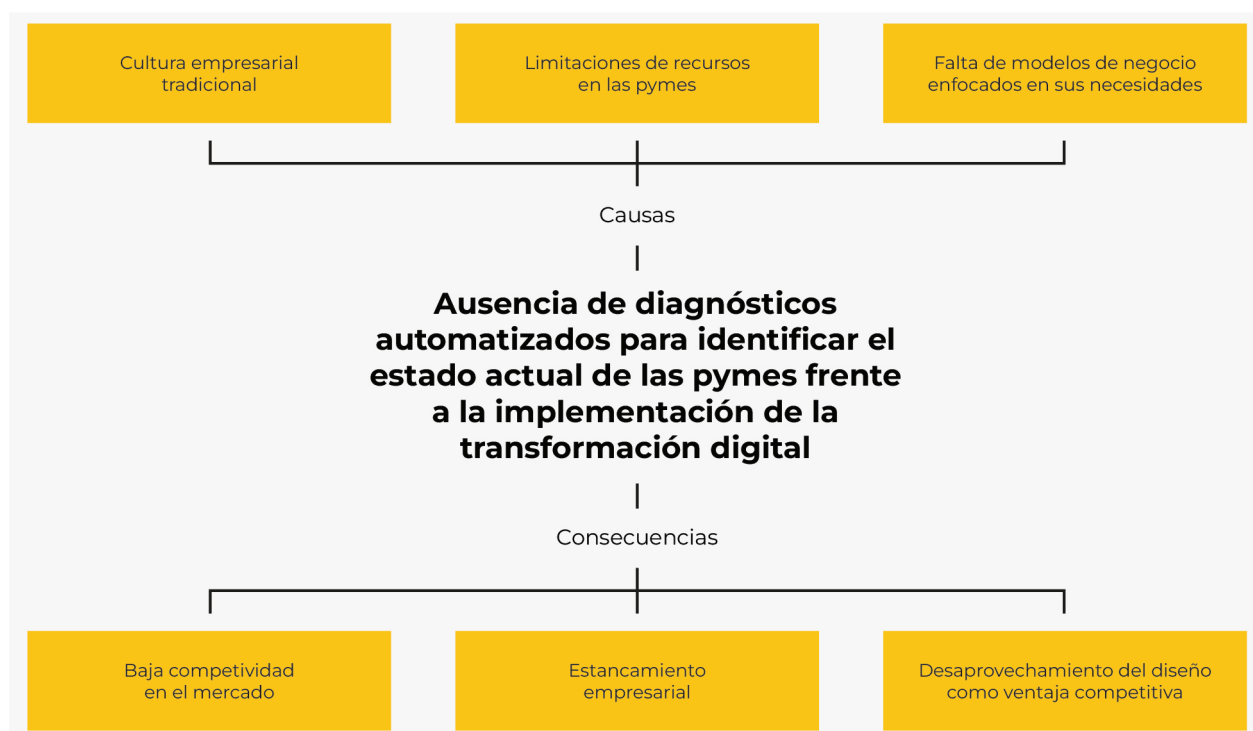 Cultura empresarial
tradicional
Limitaciones de recursos
en las pymes
Falta de modelos de negocio
enfocados en sus necesidades
Causas
Ausencia de diagnósticos
automatizados para identificar el
estado actual de las pymes frente
a la implementación de la
transformación digital
Consecuencias
Baja competividad
en el mercado
Estancamiento
empresarial
Desaprovechamiento del diseño
como ventaja competitiva